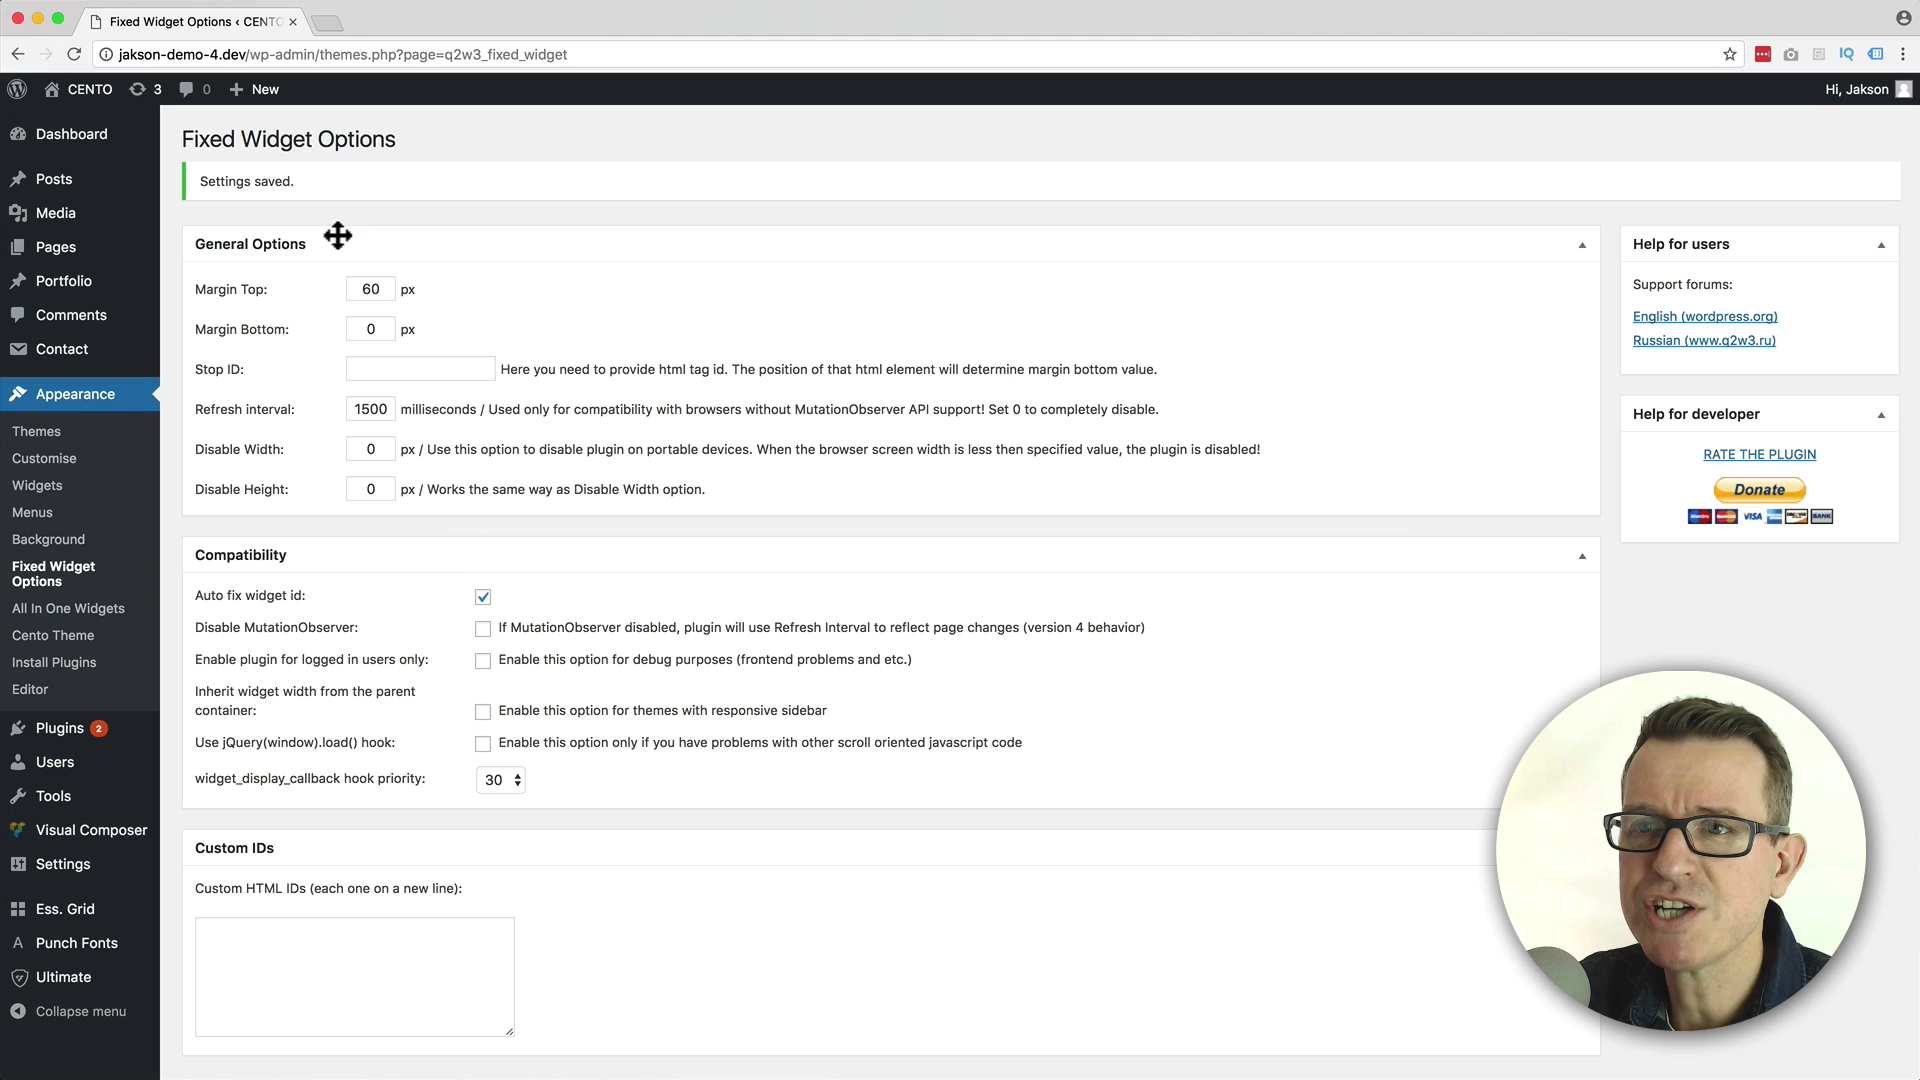 Fixed Widget Options ‹ CENTO
jakson-demo-4.dev/wp-admin/themes.php?page=q2w3_fixed_widget
CENTO
3
0
New
Hi, Jakson
Dashboard
Posts
Media
Pages
Portfolio
Comments
Contact
Appearance
Themes
Customise
Widgets
Menus
Background
Fixed Widget
Options
All In One Widgets
Cento Theme
Install Plugins
Editor
Plugins 2
Users
Tools
Visual Composer
Settings
Ess. Grid
Punch Fonts
Ultimate
Collapse menu
Fixed Widget Options
Settings saved.
General Options
Margin Top: 60 px
Margin Bottom: 0 px
Stop ID: Here you need to provide html tag id. The position of that html element will determine margin bottom value.
Refresh interval: 1500 milliseconds / Used only for compatibility with browsers without MutationObserver API support! Set 0 to completely disable.
Disable Width: 0 px / Use this option to disable plugin on portable devices. When the browser screen width is less then specified value, the plugin is disabled!
Disable Height: 0 px / Works the same way as Disable Width option.
Compatibility
Auto fix widget id:
Disable MutationObserver: If MutationObserver disabled, plugin will use Refresh Interval to reflect page changes (version 4 behavior)
Enable plugin for logged in users only: Enable this option for debug purposes (frontend problems and etc.)
Inherit widget width from the parent
container: Enable this option for themes with responsive sidebar
Use jQuery(window).load() hook: Enable this option only if you have problems with other scroll oriented javascript code
widget_display_callback hook priority: 30
Custom IDs
Custom HTML IDs (each one on a new line):
Help for users
Support forums:
English (wordpress.org)
Russian (www.q2w3.ru)
Help for developer
RATE THE PLUGIN
Donate
VISA
BANK